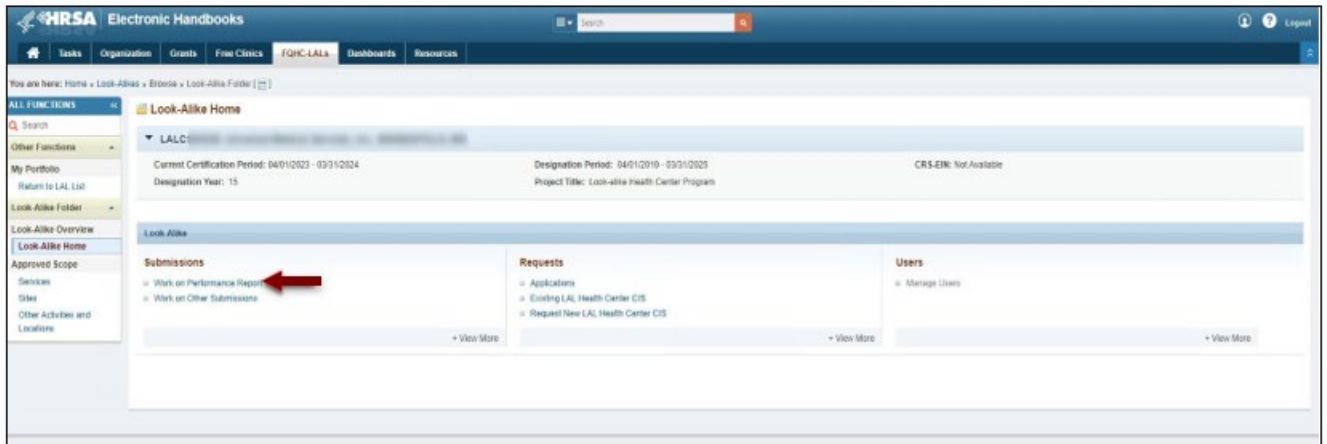 HRSA Electronic Handbooks
Search
Logout
Tasks Organization Grants Free Clinics FQHC-LALs Dashboards Resources
You are here: Home » Look-Alikes » Browse » Look-Alike Folder
ALL FUNCTIONS «
Search
Other Functions
My Portfolio
Return to LAL List
Look-Alike Folder
Look-Alike Overview
Look-Alike Home
Approved Scope
Services
Sites
Other Activities and
Locations
Look-Alike Home
LALC
Current Certification Period: 04/01/2023 - 03/31/2024
Designation Period: 04/01/2010 - 03/31/2025
CRS-EIN: Not Available
Designation Year: 15
Project Title: Look-alike Health Center Program
Look Alike
Submissions
Work on Performance Report
Work on Other Submissions
+ View More
Requests
Applications
Existing LAL Health Center CIS
Request New LAL Health Center CIS
+ View More
Users
Manage Users
+ View More